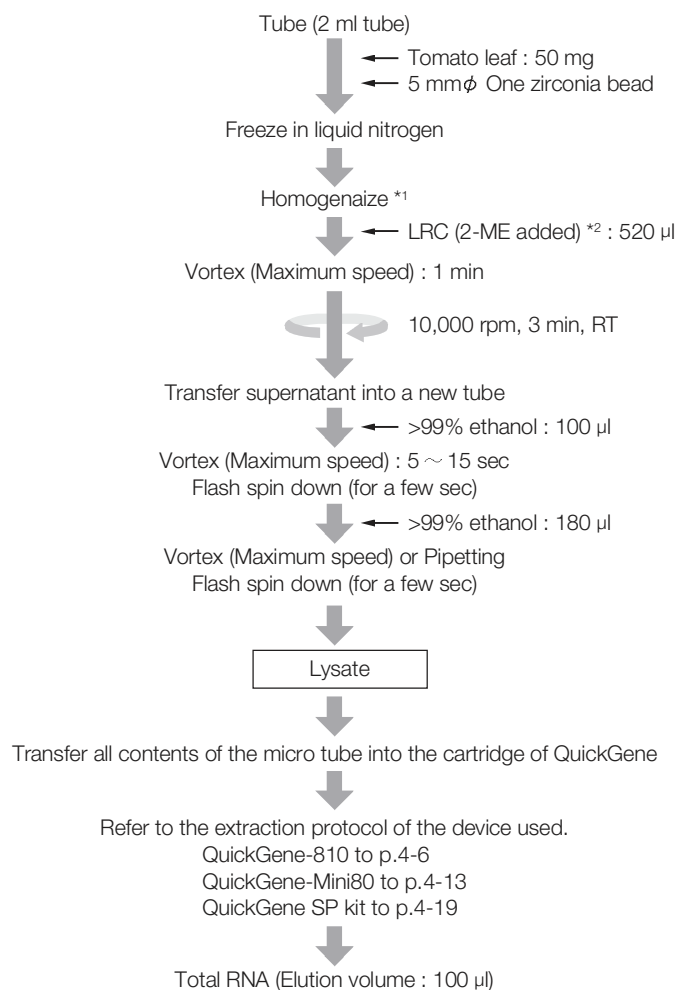 Tube (2 ml tube)
Tomato leaf : 50 mg
5 mmϕ One zirconia bead
Freeze in liquid nitrogen
Homogenaize *1
LRC (2-ME added) *2 : 520 µl
Vortex (Maximum speed) : 1 min
10,000 rpm, 3 min, RT
Transfer supernatant into a new tube
>99% ethanol : 100 µl
Vortex (Maximum speed) : 5 ～ 15 sec
Flash spin down (for a few sec)
>99% ethanol : 180 µl
Vortex (Maximum speed) or Pipetting
Flash spin down (for a few sec)
Lysate
Transfer all contents of the micro tube into the cartridge of QuickGene
Refer to the extraction protocol of the device used.
QuickGene-810 to p.4-6
QuickGene-Mini80 to p.4-13
QuickGene SP kit to p.4-19
Total RNA (Elution volume : 100 µl)